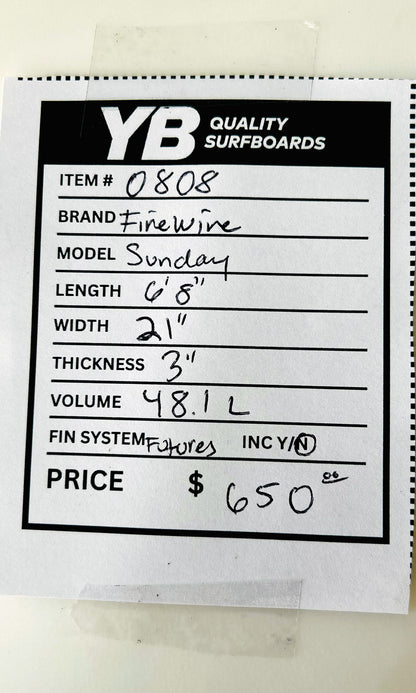 YB QUALITY SURFBOARDS
ITEM # 0808
BRAND Firewire
MODEL Sunday
LENGTH 6'8"
WIDTH 21"
THICKNESS 3"
VOLUME 48.1 L
FIN SYSTEM Futures INC Y/N
PRICE $ 650 00